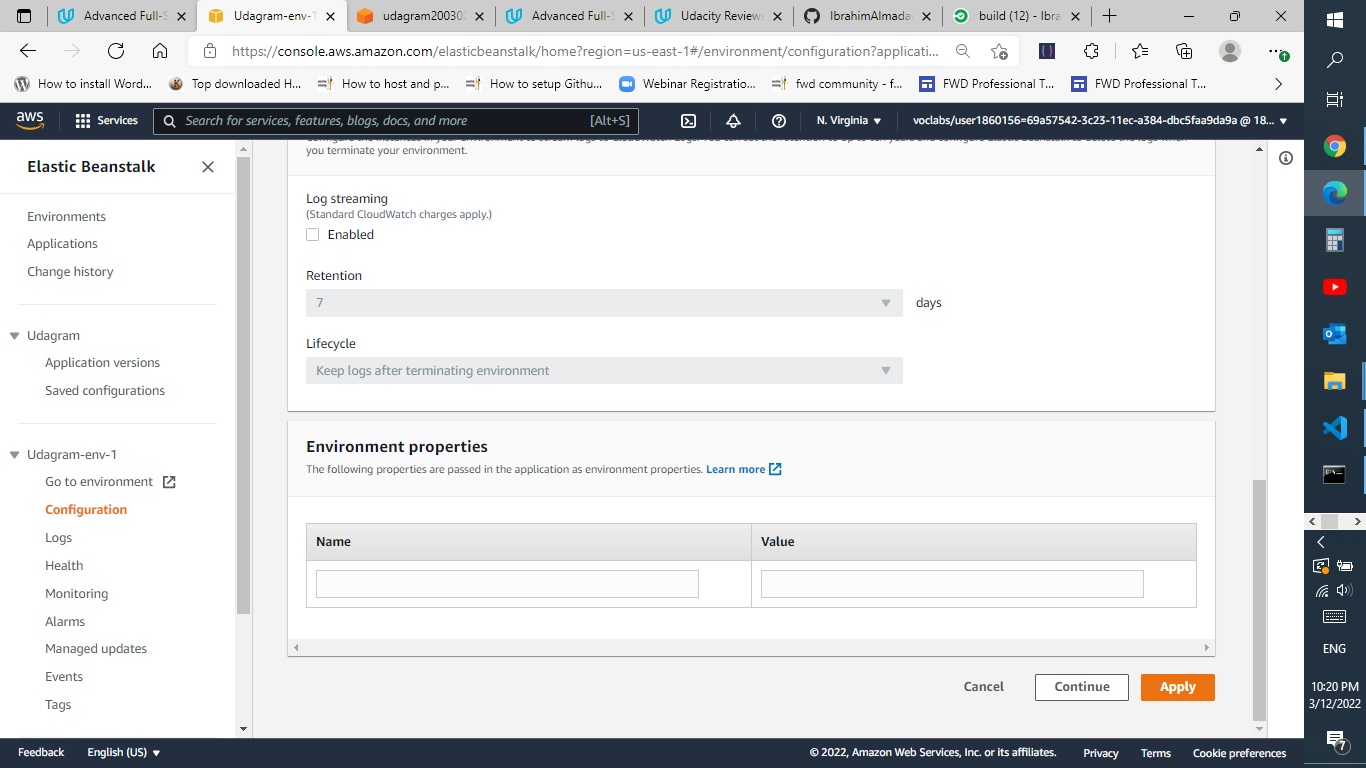 Advanced Full-S
Udagram-env-1
udagram20030
Advanced Full-S
Udacity Reviews
IbrahimAlmada
build (12) - Ibra
https://console.aws.amazon.com/elasticbeanstalk/home?region=us-east-1#/environment/configuration?applicati...
How to install Word...
Top downloaded H...
How to host and p...
How to setup Githu...
Webinar Registratio...
fwd community - f...
FWD Professional T...
FWD Professional T...
aws
Services
Search for services, features, blogs, docs, and more
[Alt+S]
N. Virginia
voclabs/user1860156=69a57542-3c23-11ec-a384-dbc5faa9da9a @ 18...
Elastic Beanstalk
Environments
Applications
Change history
Udagram
Application versions
Saved configurations
Udagram-env-1
Go to environment
Configuration
Logs
Health
Monitoring
Alarms
Managed updates
Events
Tags
you terminate your environment.
Log streaming
(Standard CloudWatch charges apply.)
Enabled
Retention
7
days
Lifecycle
Keep logs after terminating environment
Environment properties
The following properties are passed in the application as environment properties. Learn more
Name
Value
Cancel
Continue
Apply
Feedback
English (US)
© 2022, Amazon Web Services, Inc. or its affiliates.
Privacy
Terms
Cookie preferences
ENG
10:20 PM
3/12/2022
7